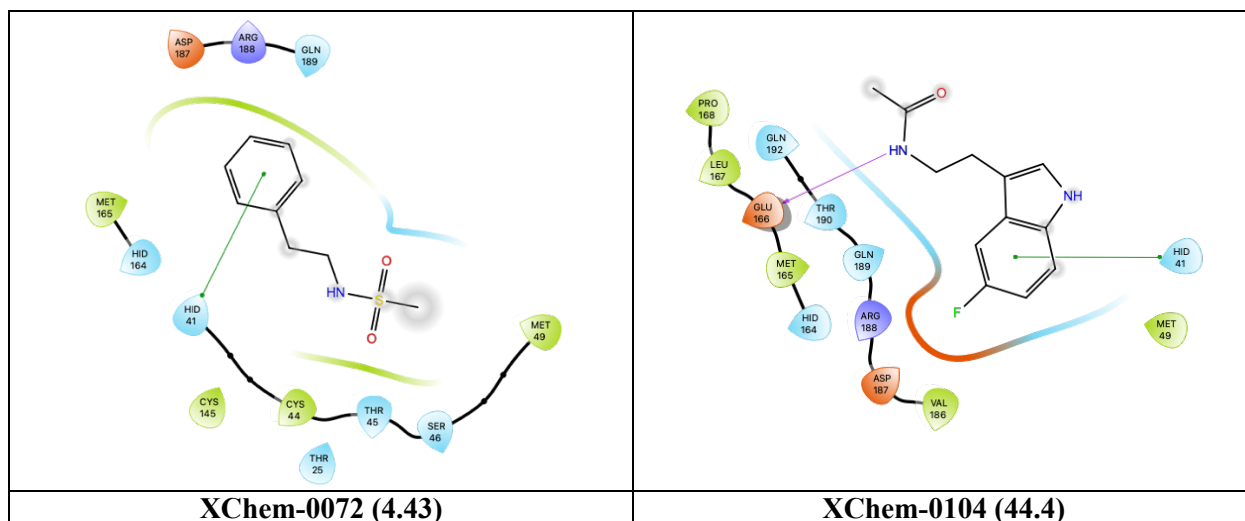 ASP
187
ARG
188
GLN
189
MET
165
HID
164
HID
41
HN
S
O
O
MET
49
CYS
145
CYS
44
THR
45
SER
46
THR
25
PRO
168
LEU
167
GLN
192
GLU
166
THR
190
MET
165
GLN
189
HID
164
ARG
188
ASP
187
VAL
186
O
HN
NH
F
HID
41
MET
49
XChem-0072 (4.43)
XChem-0104 (44.4)